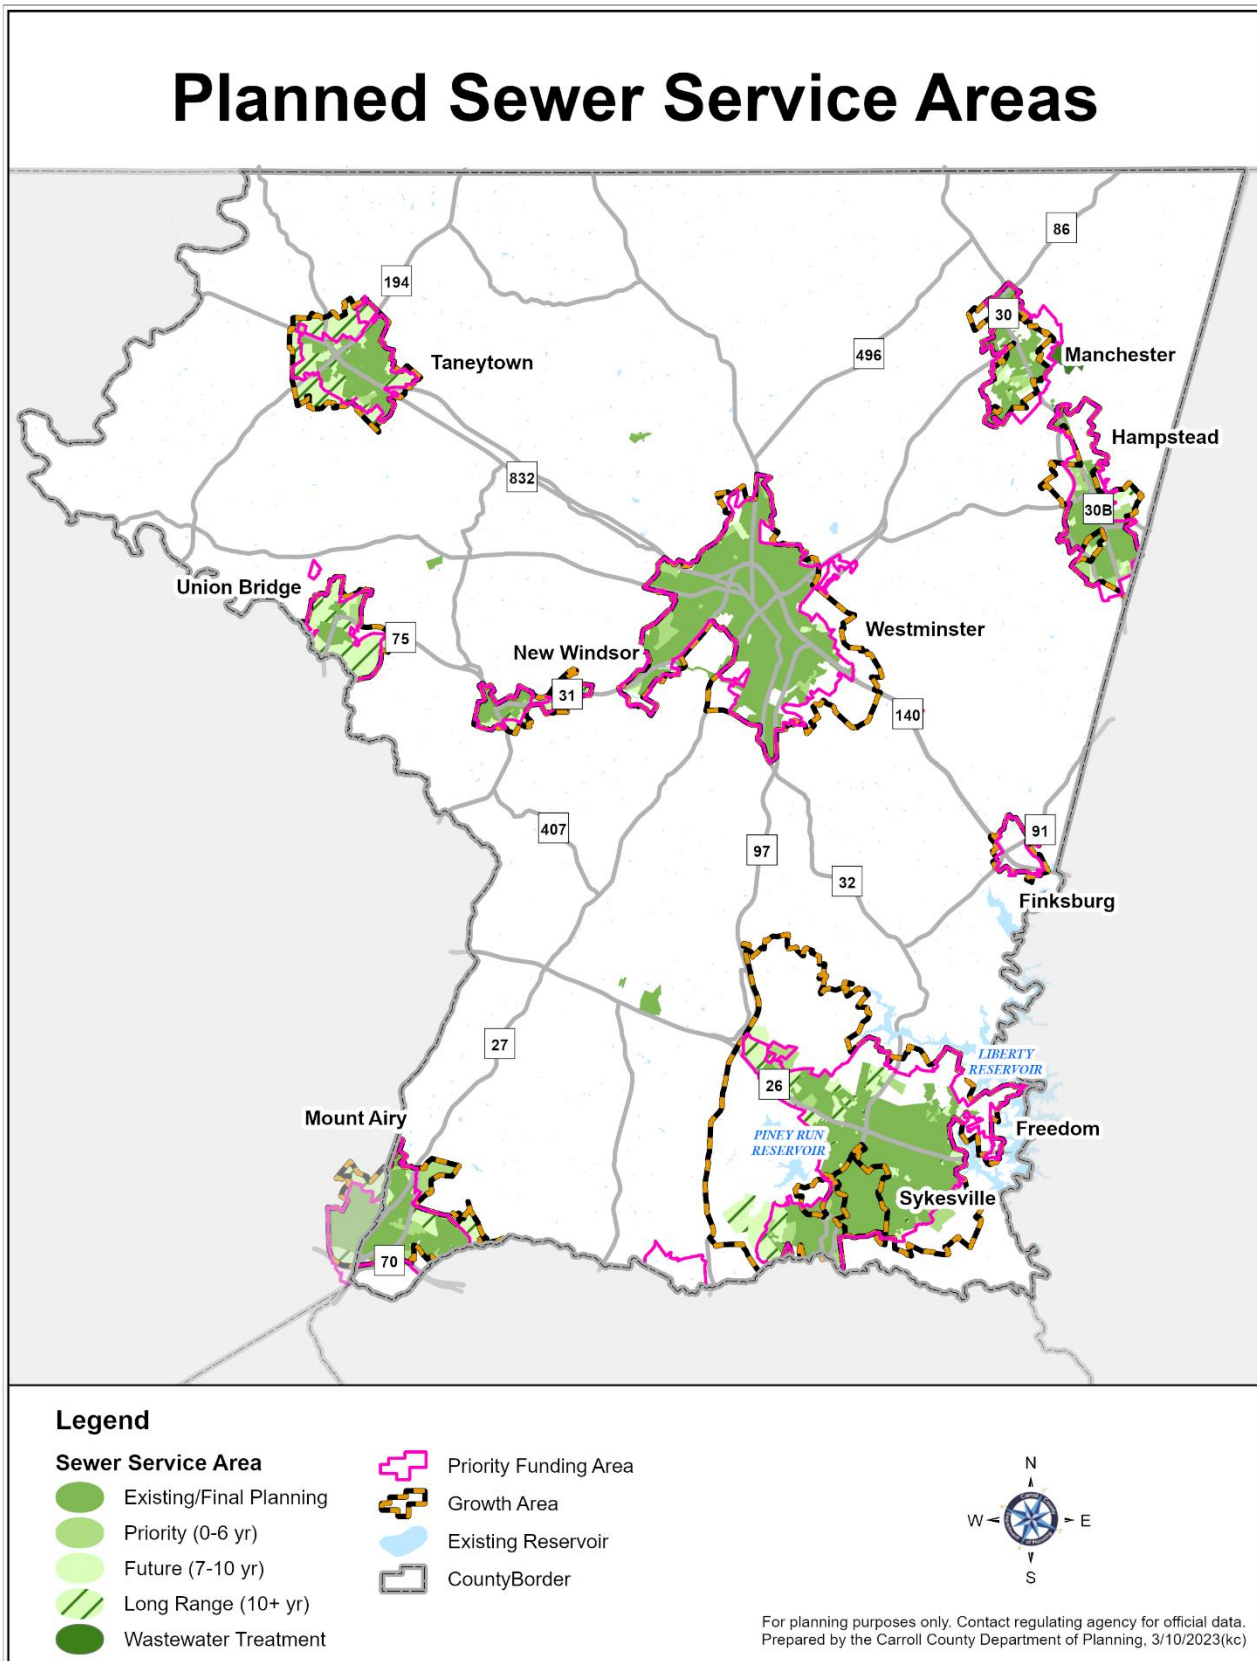 Planned Sewer Service Areas
86
194
30
Manchester
496
Taneytown
Hampstead
832
30B
Union Bridge
Westminster
75
New Windsor
31
140
407
91
97
32
Finksburg
27
LIBERTY
RESERVOIR
26
Mount Airy
Freedom
PINEY RUN
RESERVOIR
Sykesville
70
Legend
Sewer Service Area
Existing/Final Planning
Priority (0-6 yr)
Future (7-10 yr)
Long Range (10+ yr)
Wastewater Treatment
Priority Funding Area
Growth Area
Existing Reservoir
CountyBorder
N
W
E
S
For planning purposes only. Contact regulating agency for official data.
Prepared by the Carroll County Department of Planning, 3/10/2023(kc)